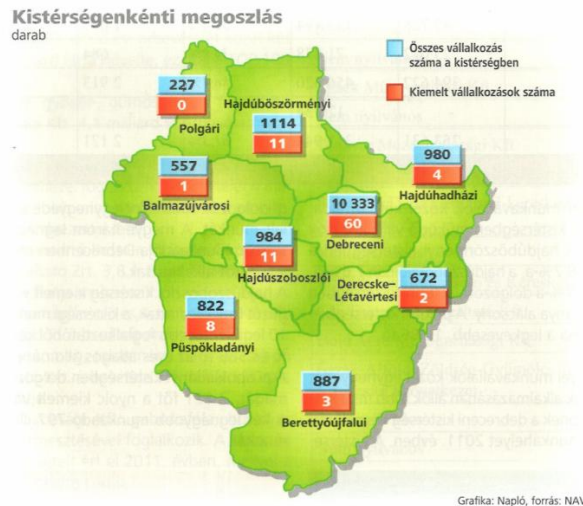 Kistérségenkénti megoszlás
darab
Összes vállalkozás
száma a kistérségben
Kiemelt vállalkozások száma
227
0
Polgári
Hajdúböszörményi
1114
11
980
4
Hajdúhadházi
557
1
Balmazújvárosi
10 333
60
Debreceni
984
11
Hajdúszoboszlói
Derecske–
Létavértesi
672
2
822
8
Püspökladányi
887
3
Berettyóújfalui
Grafika: Napló, forrás: NAV